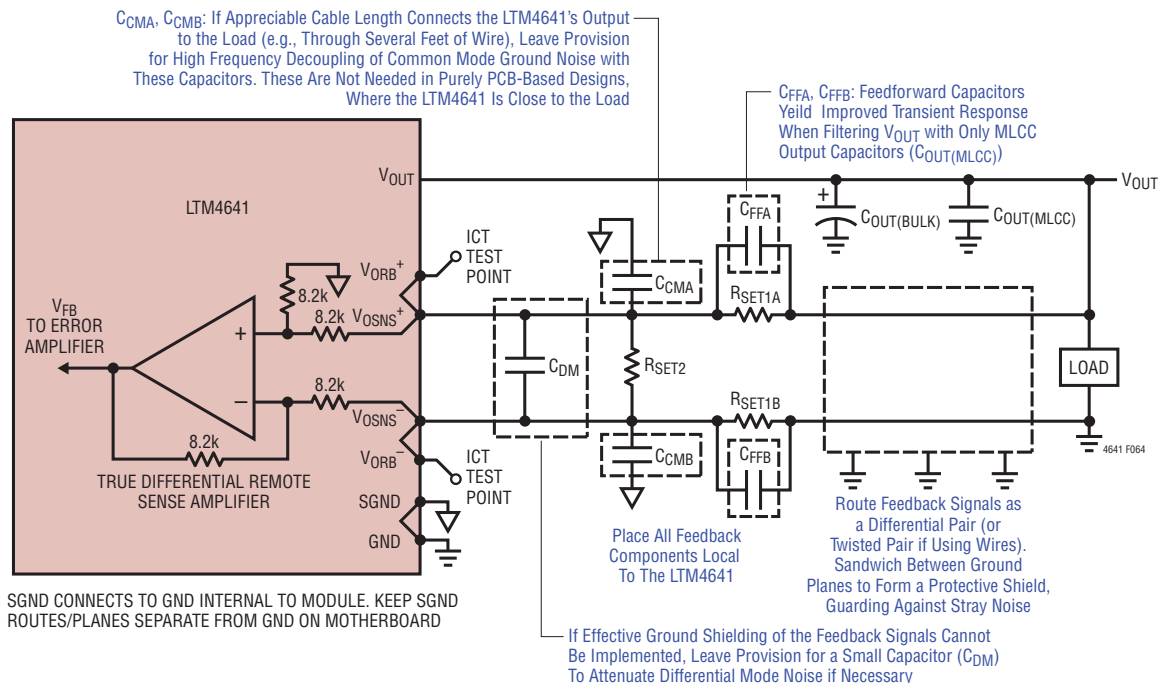 CCMA, CCMB: If Appreciable Cable Length Connects the LTM4641's Output
to the Load (e.g., Through Several Feet of Wire), Leave Provision
for High Frequency Decoupling of Common Mode Ground Noise with
These Capacitors. These Are Not Needed in Purely PCB-Based Designs,
Where the LTM4641 Is Close to the Load
CFFA, CFFB: Feedforward Capacitors
Yeild Improved Transient Response
When Filtering VOUT with Only MLCC
Output Capacitors (COUT(MLCC))
LTM4641
VOUT
VOUT
+
COUT(BULK)
COUT(MLCC)
CFFA
ICT
TEST
POINT
VORB+
CCMA
RSET1A
8.2k
8.2k
VOSNS+
VFB
TO ERROR
AMPLIFIER
+
−
CDM
RSET2
LOAD
8.2k
VOSNS−
RSET1B
8.2k
VORB−
ICT
TEST
POINT
CCMB
CFFB
4641 F064
TRUE DIFFERENTIAL REMOTE
SENSE AMPLIFIER
SGND
GND
Place All Feedback
Components Local
To The LTM4641
Route Feedback Signals as
a Differential Pair (or
Twisted Pair if Using Wires).
Sandwich Between Ground
Planes to Form a Protective Shield,
Guarding Against Stray Noise
SGND CONNECTS TO GND INTERNAL TO MODULE. KEEP SGND
ROUTES/PLANES SEPARATE FROM GND ON MOTHERBOARD
If Effective Ground Shielding of the Feedback Signals Cannot
Be Implemented, Leave Provision for a Small Capacitor (CDM)
To Attenuate Differential Mode Noise if Necessary